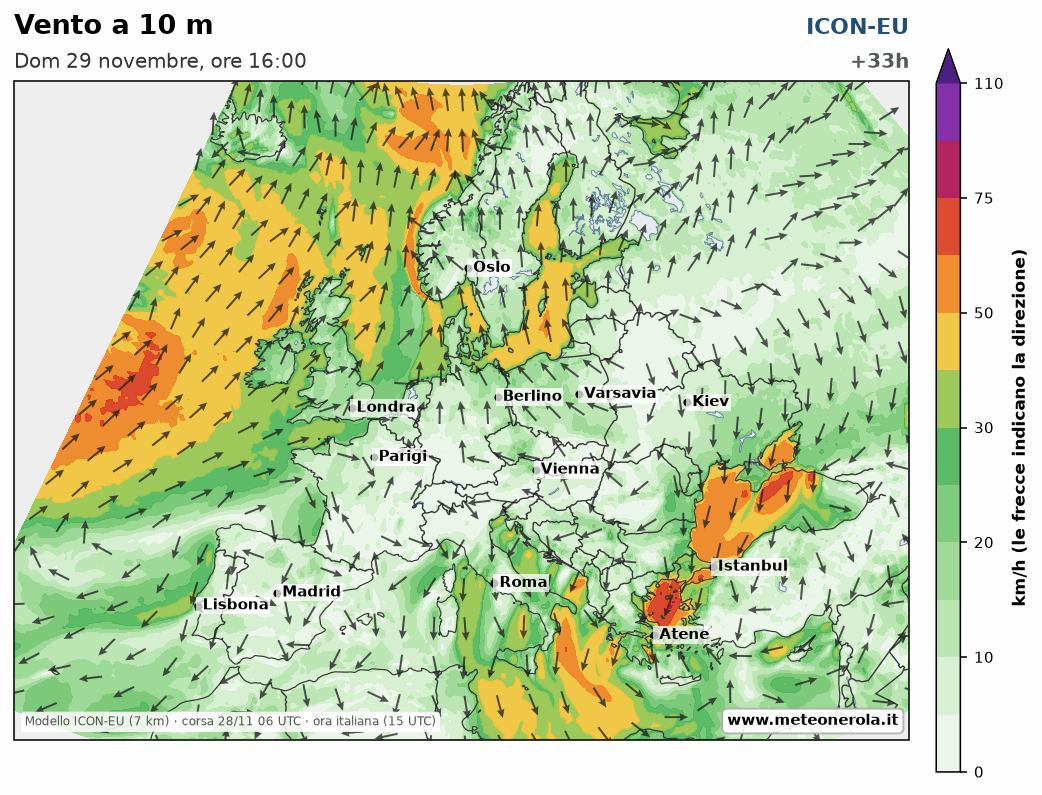 Vento a 10 m
ICON-EU
Dom 29 novembre, ore 16:00
+33h
110
75
50
30
20
10
0
km/h (le frecce indicano la direzione)
Oslo
Londra
Berlino
Varsavia
Kiev
Parigi
Vienna
Istanbul
Roma
Madrid
Lisbona
Atene
Modello ICON-EU (7 km) · corsa 28/11 06 UTC · ora italiana (15 UTC)
www.meteonerola.it